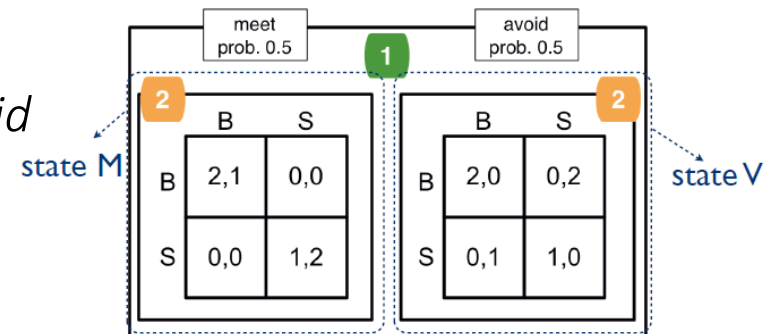 meet
prob. 0.5
avoid
prob. 0.5
1
id
2
2
B S
B S
state M
state V
B 2,1 0,0
B 2,0 0,2
S 0,0 1,2
S 0,1 1,0